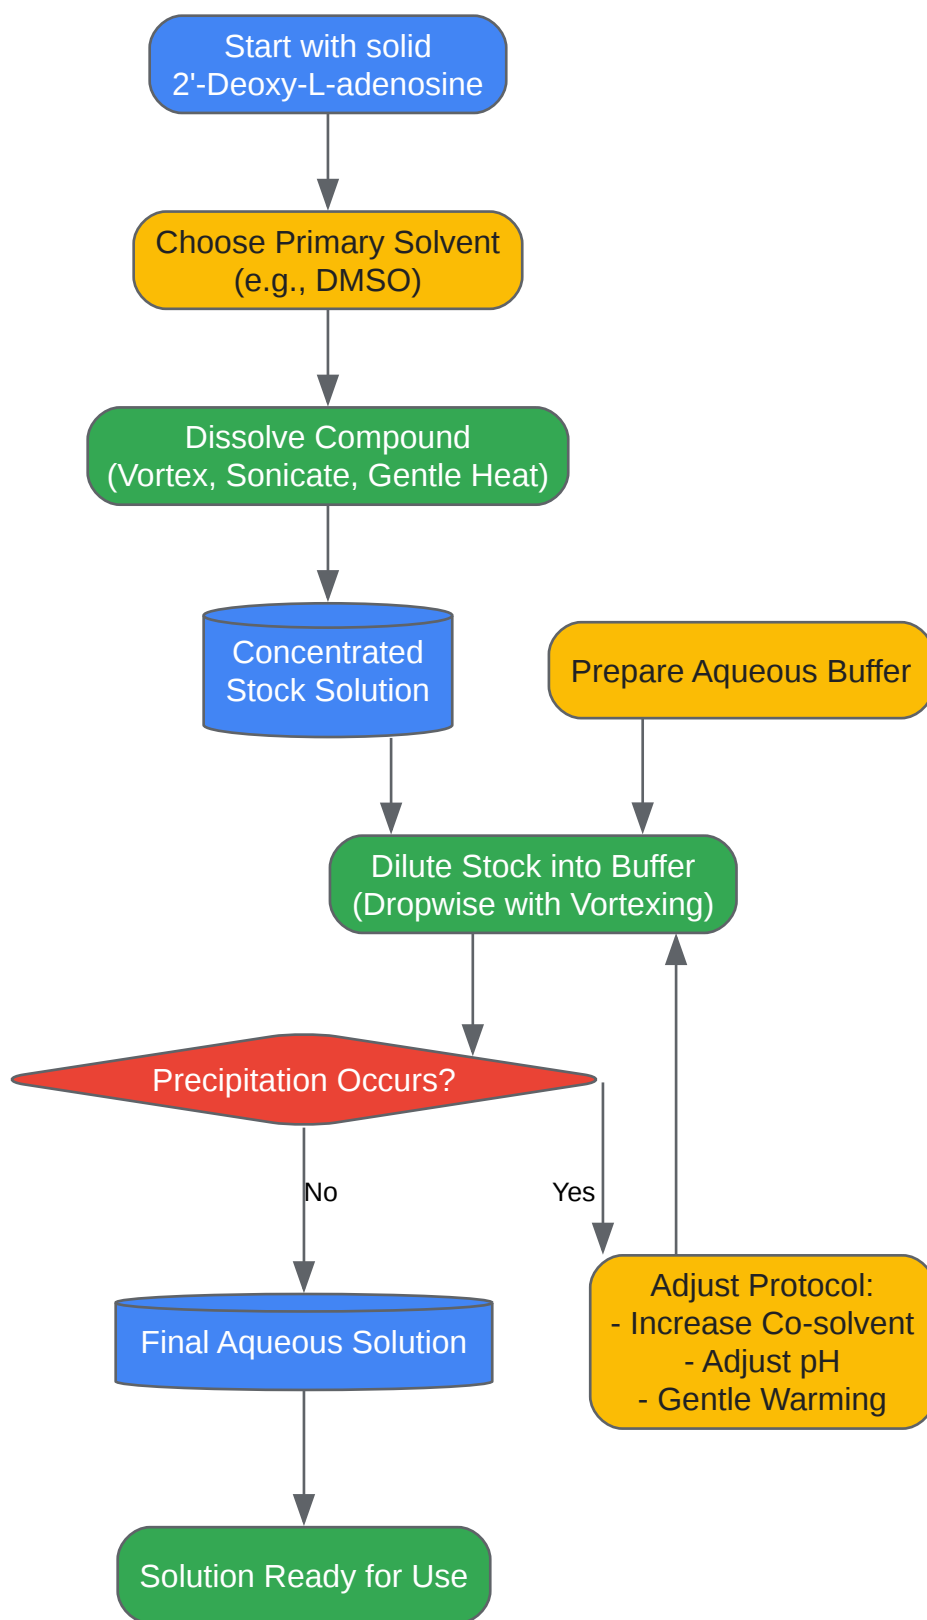 Start with solid
2'-Deoxy-L-adenosine
Choose Primary Solvent
(e.g., DMSO)
Dissolve Compound
(Vortex, Sonicate, Gentle Heat)
Concentrated
Stock Solution
Prepare Aqueous Buffer
Dilute Stock into Buffer
(Dropwise with Vortexing)
Precipitation Occurs?
No
Yes
Adjust Protocol:
- Increase Co-solvent
- Adjust pH
- Gentle Warming
Final Aqueous Solution
Solution Ready for Use